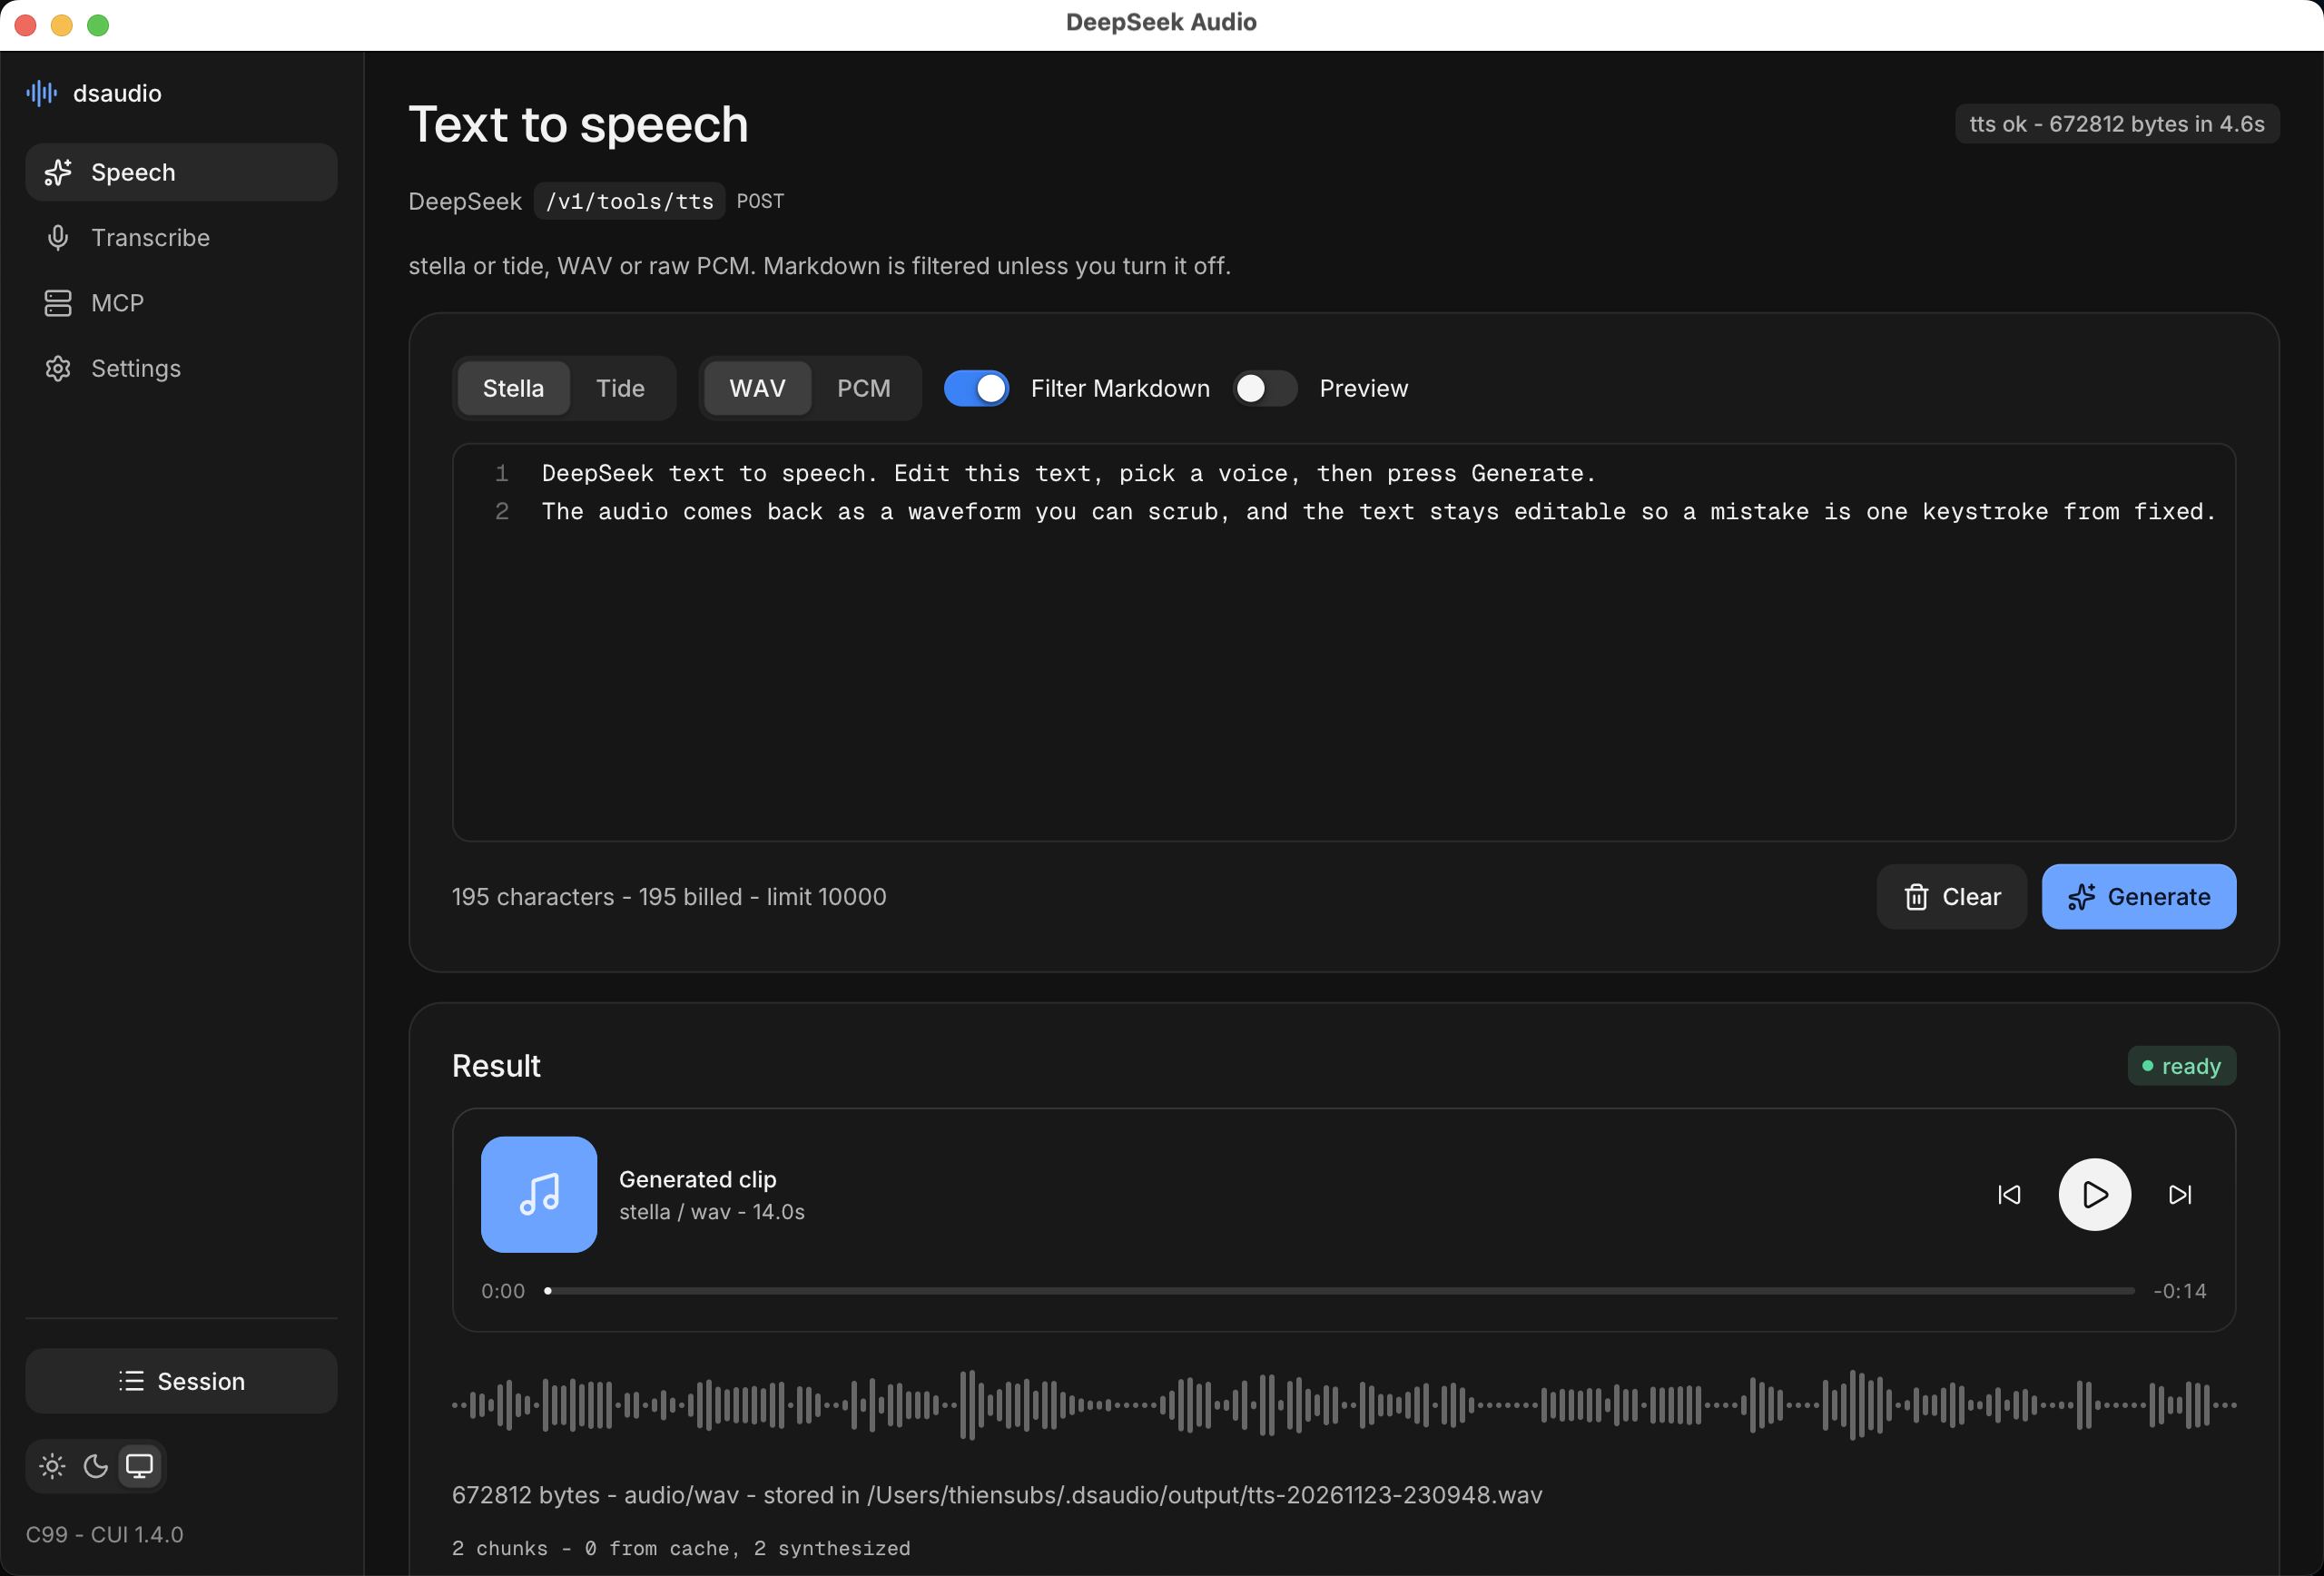 DeepSeek Audio
dsaudio
Speech
Transcribe
MCP
Settings
Session
C99 - CUI 1.4.0
Text to speech
tts ok - 672812 bytes in 4.6s
DeepSeek /v1/tools/tts POST
stella or tide, WAV or raw PCM. Markdown is filtered unless you turn it off.
Stella Tide WAV PCM Filter Markdown Preview
1 DeepSeek text to speech. Edit this text, pick a voice, then press Generate.
2 The audio comes back as a waveform you can scrub, and the text stays editable so a mistake is one keystroke from fixed.
195 characters - 195 billed - limit 10000
Clear Generate
Result
ready
Generated clip
stella / wav - 14.0s
0:00 -0:14
672812 bytes - audio/wav - stored in /Users/thiensubs/.dsaudio/output/tts-20261123-230948.wav
2 chunks - 0 from cache, 2 synthesized